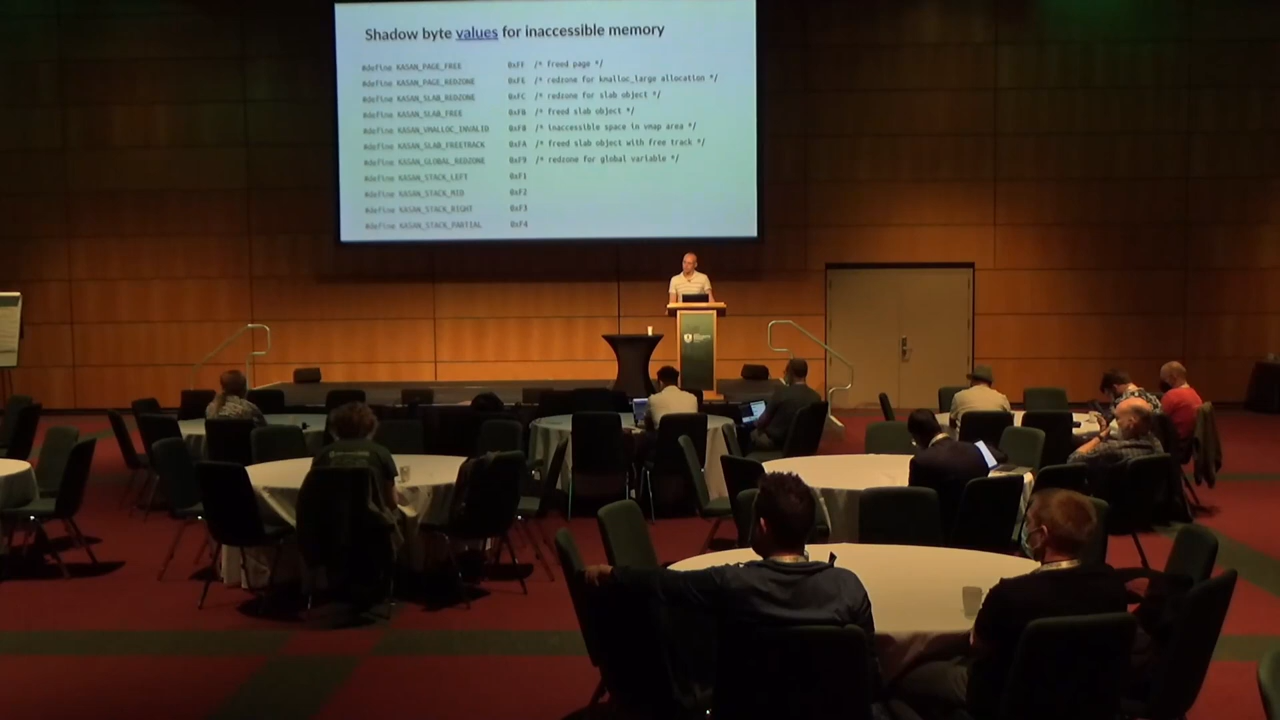 Shadow byte values for inaccessible memory
#define KASAN_PAGE_FREE 0xFF /* freed page */
#define KASAN_PAGE_REDZONE 0xFE /* redzone for kmalloc_large allocation */
#define KASAN_SLAB_REDZONE 0xFC /* redzone for slab object */
#define KASAN_SLAB_FREE 0xFB /* freed slab object */
#define KASAN_VMALLOC_INVALID 0xF8 /* inaccessible space in vmap area */
#define KASAN_SLAB_FREETRACK 0xFA /* freed slab object with free track */
#define KASAN_GLOBAL_REDZONE 0xF9 /* redzone for global variable */
#define KASAN_STACK_LEFT 0xF1
#define KASAN_STACK_MID 0xF2
#define KASAN_STACK_RIGHT 0xF3
#define KASAN_STACK_PARTIAL 0xF4